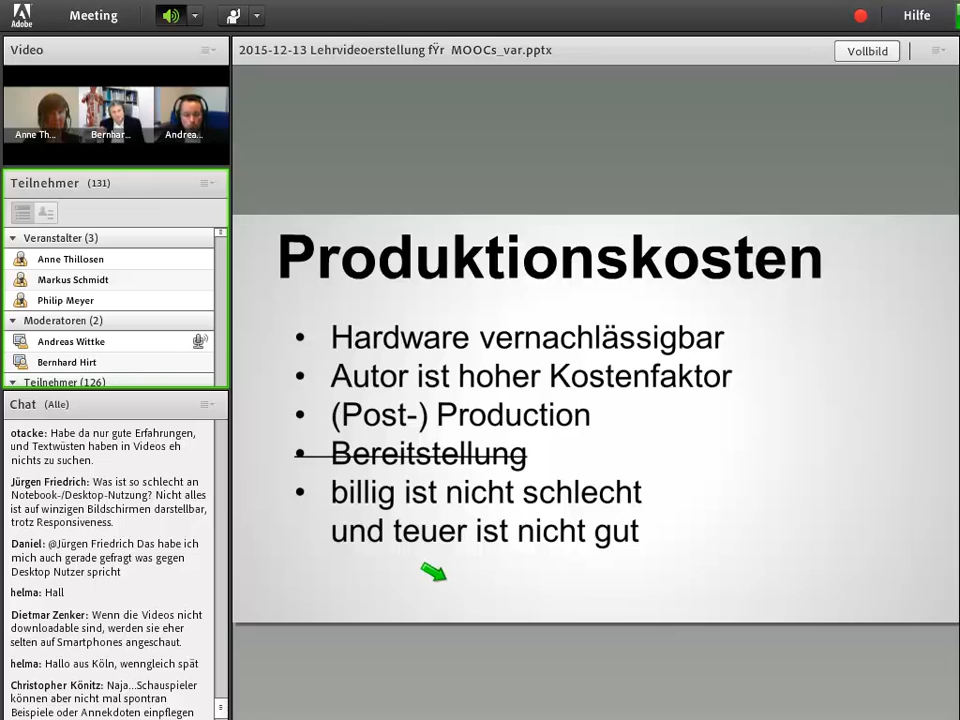 Adobe
Meeting
Hilfe
Video
Anne Th...
Bernhar...
Andrea...
Teilnehmer (131)
Veranstalter (3)
Anne Thillosen
Markus Schmidt
Philip Meyer
Moderatoren (2)
Andreas Wittke
Bernhard Hirt
Teilnehmer (126)
Chat (Alle)
otacke: Habe da nur gute Erfahrungen,
und Textwüsten haben in Videos eh
nichts zu suchen.
Jürgen Friedrich: Was ist so schlecht an
Notebook-/Desktop-Nutzung? Nicht alles
ist auf winzigen Bildschirmen darstellbar,
trotz Responsiveness.
Daniel: @Jürgen Friedrich Das habe ich
mich auch gerade gefragt was gegen
Desktop Nutzer spricht
helma: Hall
Dietmar Zenker: Wenn die Videos nicht
downloadable sind, werden sie eher
selten auf Smartphones angeschaut.
helma: Hallo aus Köln, wenngleich spät
Christopher Könitz: Naja...Schauspieler
können aber nicht mal spontran
Beispiele oder Annekdoten einpflegen
2015-12-13 Lehrvideoerstellung fŸr MOOCs_var.pptx
Vollbild
Produktionskosten
• Hardware vernachlässigbar
• Autor ist hoher Kostenfaktor
• (Post-) Production
• Bereitstellung
• billig ist nicht schlecht
und teuer ist nicht gut